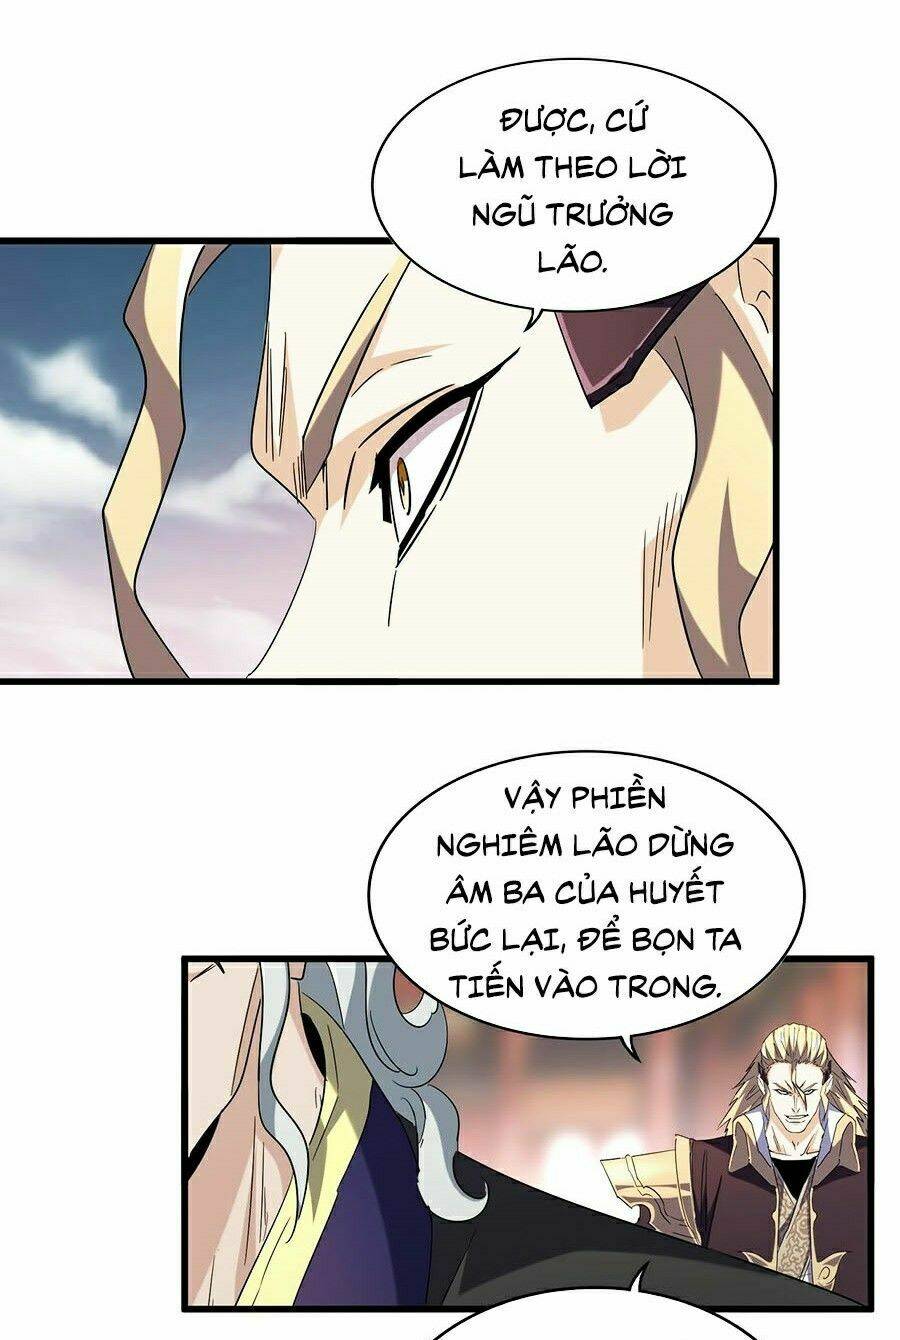 ĐƯỢC, CỨ
LÀM THEO LỜI
NGŨ TRƯỞNG
LÃO.
VẬY PHIỀN
NGHIÊM LÃO DỪNG
ÂM BA CỦA HUYẾT
BỨC LẠI, ĐỂ BỌN TA
TIẾN VÀO TRONG.